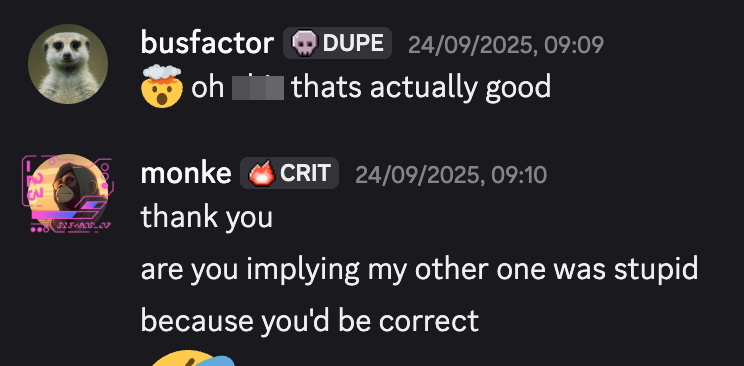 busfactor DUPE 24/09/2025, 09:09
🤯 oh thats actually good
monke CRIT 24/09/2025, 09:10
thank you
are you implying my other one was stupid
because you'd be correct